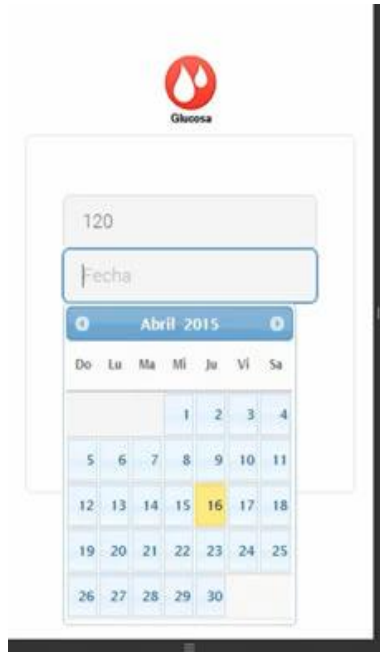 Glucosa
120
Fecha
Abril 2015
Do Lu Ma Mi Ju Vi Sa
1 2 3 4
5 6 7 8 9 10 11
12 13 14 15 16 17 18
19 20 21 22 23 24 25
26 27 28 29 30